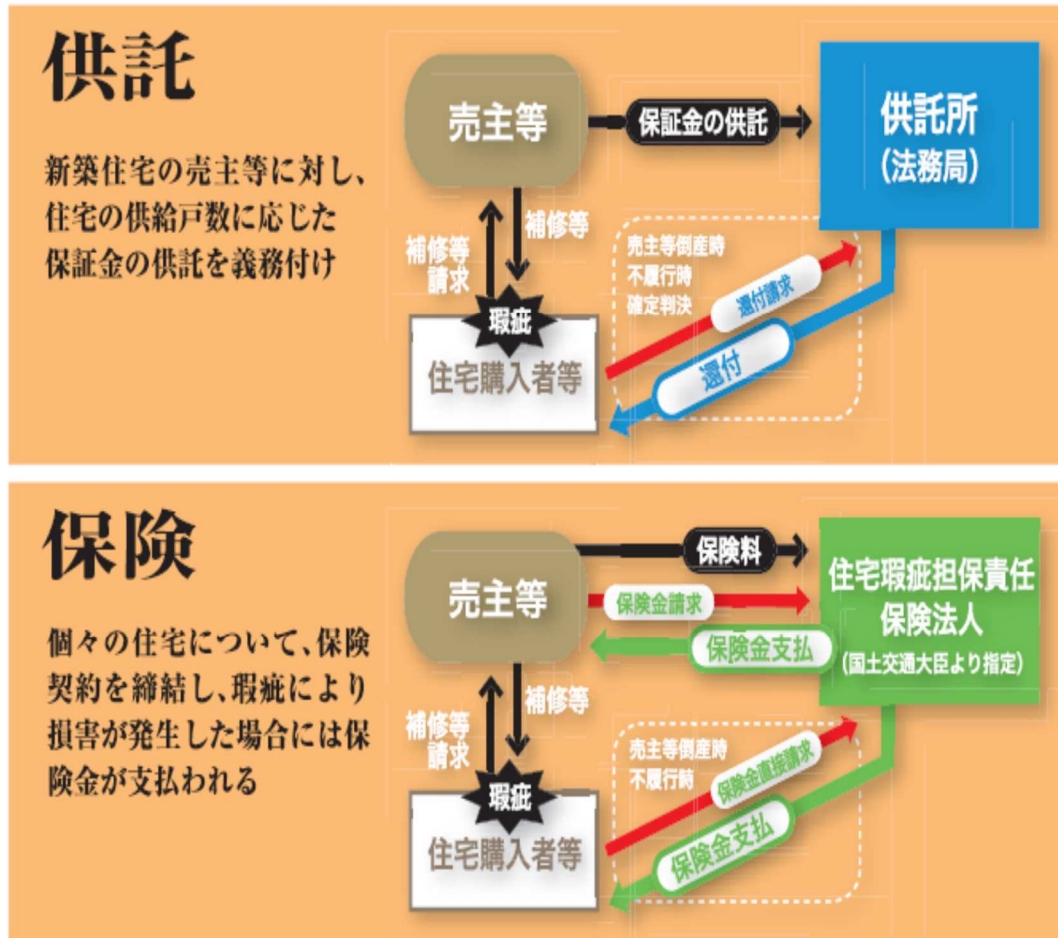 供託
新築住宅の売主等に対し、
住宅の供給戸数に応じた
保証金の供託を義務付け
売主等
保証金の供託
供託所
（法務局）
補修等
請求
補修等
瑕疵
住宅購入者等
売主等倒産時
不履行時
確定判決
還付請求
還付
保険
個々の住宅について、保険
契約を締結し、瑕疵により
損害が発生した場合には保
険金が支払われる
売主等
保険料
保険金請求
保険金支払
住宅瑕疵担保責任
保険法人
（国土交通大臣より指定）
補修等
請求
補修等
瑕疵
住宅購入者等
売主等倒産時
不履行時
保険金直接請求
保険金支払